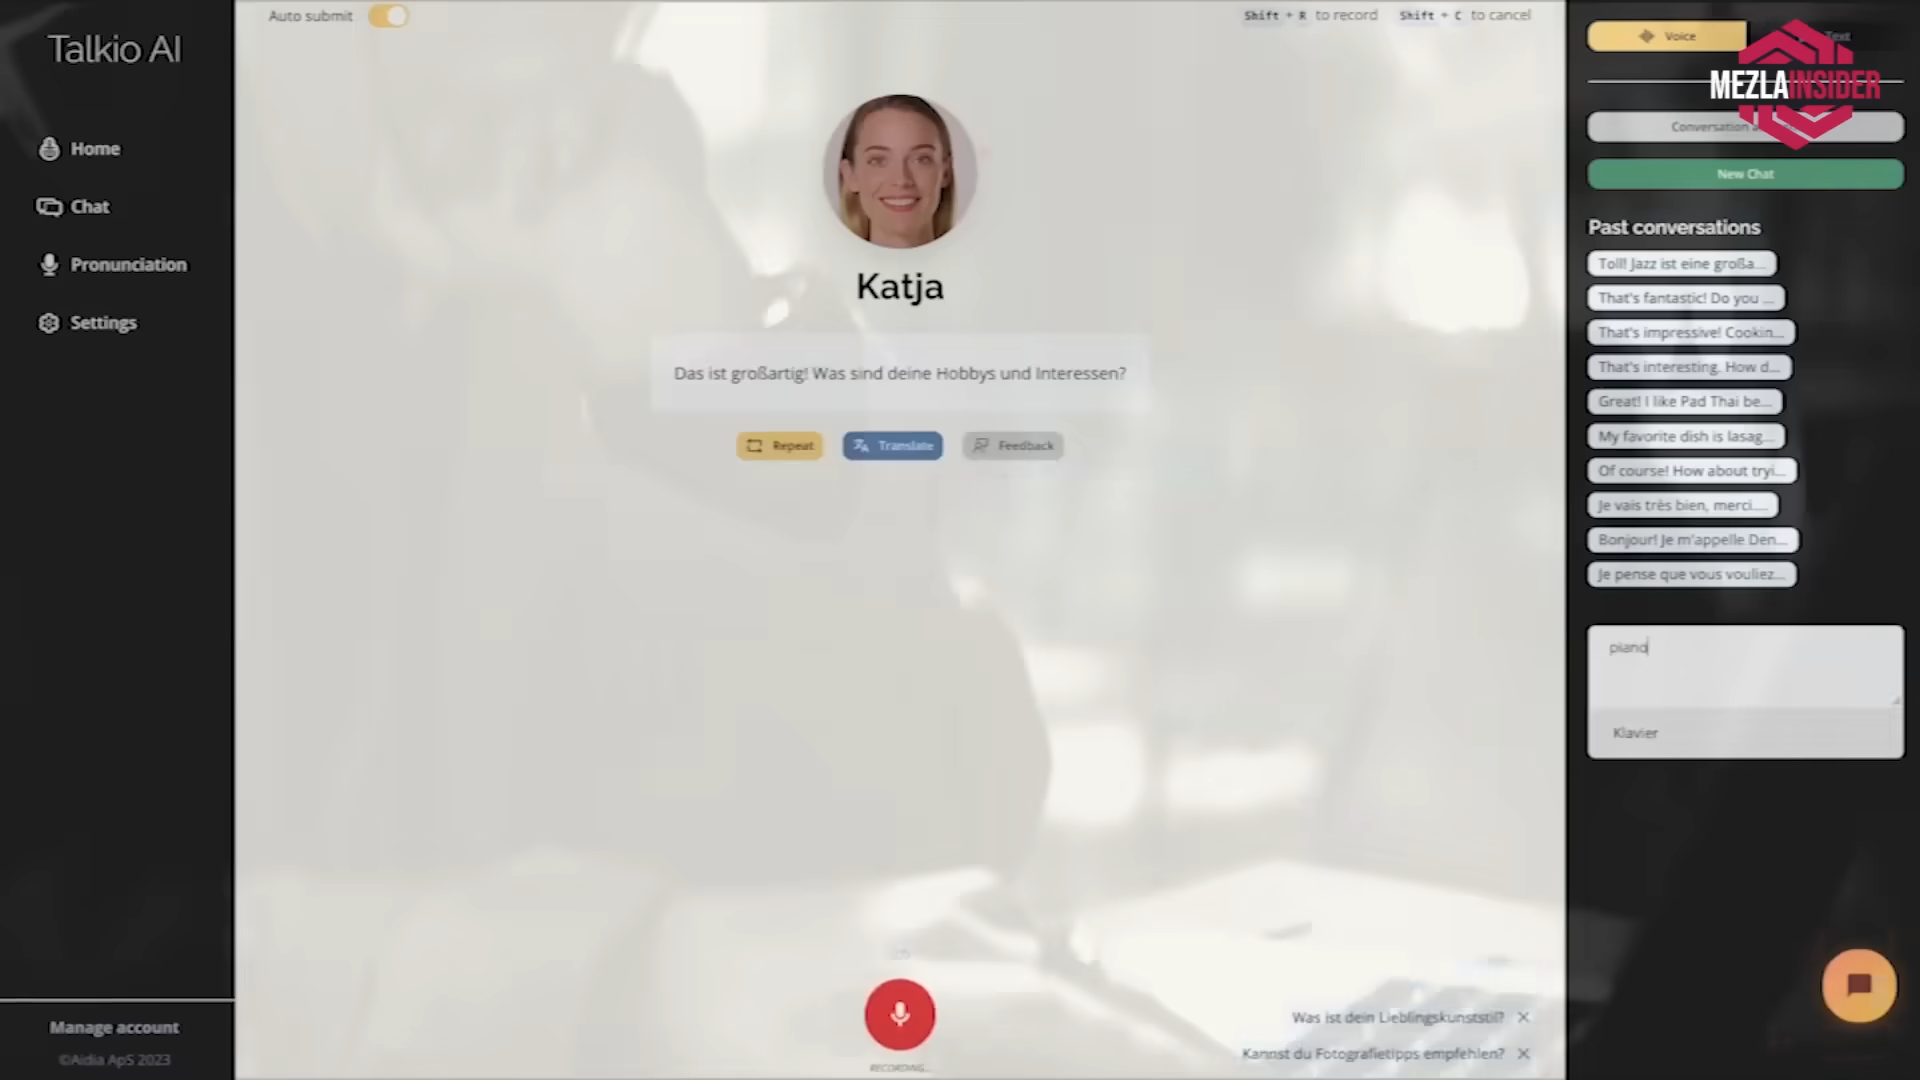 Talkio AI
Home
Chat
Pronunciation
Settings
Manage account
©Aidia ApS 2023
Auto submit
Shift + R to record
Shift + C to cancel
Katja
Das ist großartig! Was sind deine Hobbys und Interessen?
Repeat
Translate
Feedback
RECORDING...
Was ist dein Lieblingskunststil? ✕
Kannst du Fotografietipps empfehlen? ✕
Voice
Text
MEZLAINSIDER
Conversation
New Chat
Past conversations
Toll! Jazz ist eine großa...
That's fantastic! Do you ...
That's impressive! Cookin...
That's interesting. How d...
Great! I like Pad Thai be...
My favorite dish is lasag...
Of course! How about tryi...
Je vais très bien, merci....
Bonjour! Je m'appelle Den...
Je pense que vous vouliez...
piano
Klavier